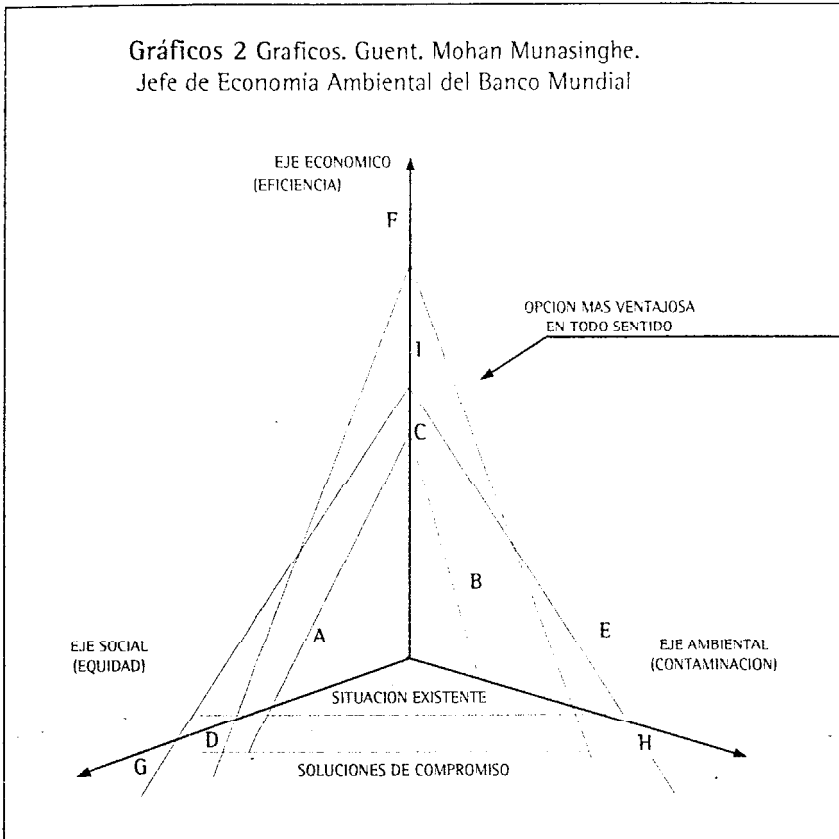 Gráficos 2 Graficos. Guent. Mohan Munasinghe.
Jefe de Economía Ambiental del Banco Mundial
EJE ECONOMICO
(EFICIENCIA)
F
OPCION MAS VENTAJOSA
EN TODO SENTIDO
I
C
B
A
E
EJE SOCIAL
(EQUIDAD)
EJE AMBIENTAL
(CONTAMINACION)
SITUACION EXISTENTE
D
H
G
SOLUCIONES DE COMPROMISO